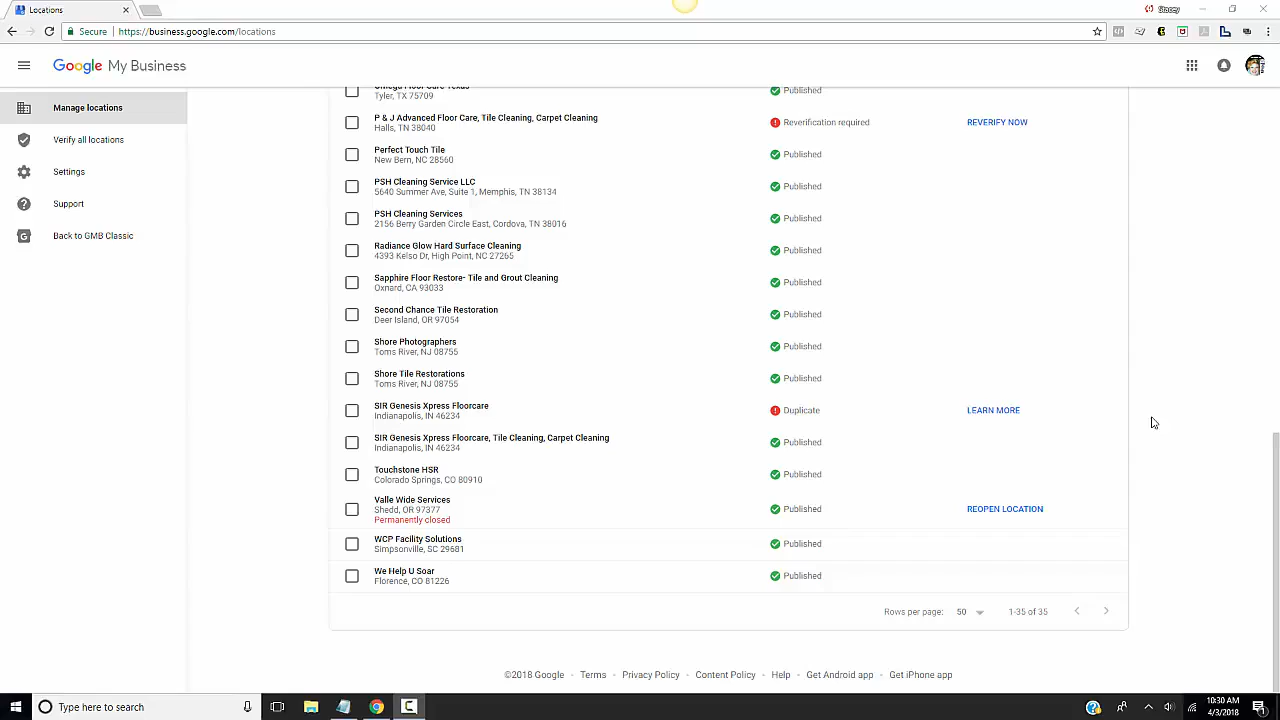 Locations
Stacey
Secure
https://business.google.com/locations
Google My Business
Manage locations
Verify all locations
Settings
Support
Back to GMB Classic
Omega Floor Care Texas
Tyler, TX 75709
Published
P & J Advanced Floor Care, Tile Cleaning, Carpet Cleaning
Halls, TN 38040
Reverification required
REVERIFY NOW
Perfect Touch Tile
New Bern, NC 28560
Published
PSH Cleaning Service LLC
5640 Summer Ave, Suite 1, Memphis, TN 38134
Published
PSH Cleaning Services
2156 Berry Garden Circle East, Cordova, TN 38016
Published
Radiance Glow Hard Surface Cleaning
4393 Kelso Dr, High Point, NC 27265
Published
Sapphire Floor Restore- Tile and Grout Cleaning
Oxnard, CA 93033
Published
Second Chance Tile Restoration
Deer Island, OR 97054
Published
Shore Photographers
Toms River, NJ 08755
Published
Shore Tile Restorations
Toms River, NJ 08755
Published
SIR Genesis Xpress Floorcare
Indianapolis, IN 46234
Duplicate
LEARN MORE
SIR Genesis Xpress Floorcare, Tile Cleaning, Carpet Cleaning
Indianapolis, IN 46234
Published
Touchstone HSR
Colorado Springs, CO 80910
Published
Valle Wide Services
Shedd, OR 97377
Permanently closed
Published
REOPEN LOCATION
WCP Facility Solutions
Simpsonville, SC 29681
Published
We Help U Soar
Florence, CO 81226
Published
Rows per page: 50 1-35 of 35
©2018 Google · Terms · Privacy Policy · Content Policy · Help · Get Android app · Get iPhone app
Type here to search
10:30 AM
4/3/2018